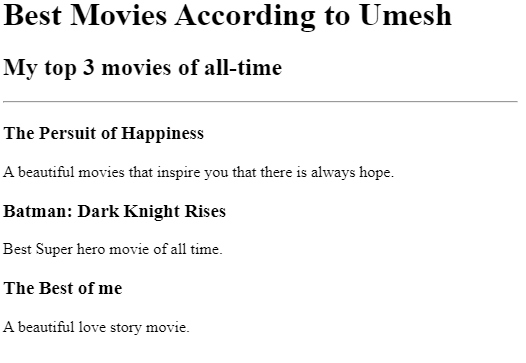 Best Movies According to Umesh
My top 3 movies of all-time
The Persuit of Happiness
A beautiful movies that inspire you that there is always hope.
Batman: Dark Knight Rises
Best Super hero movie of all time.
The Best of me
A beautiful love story movie.